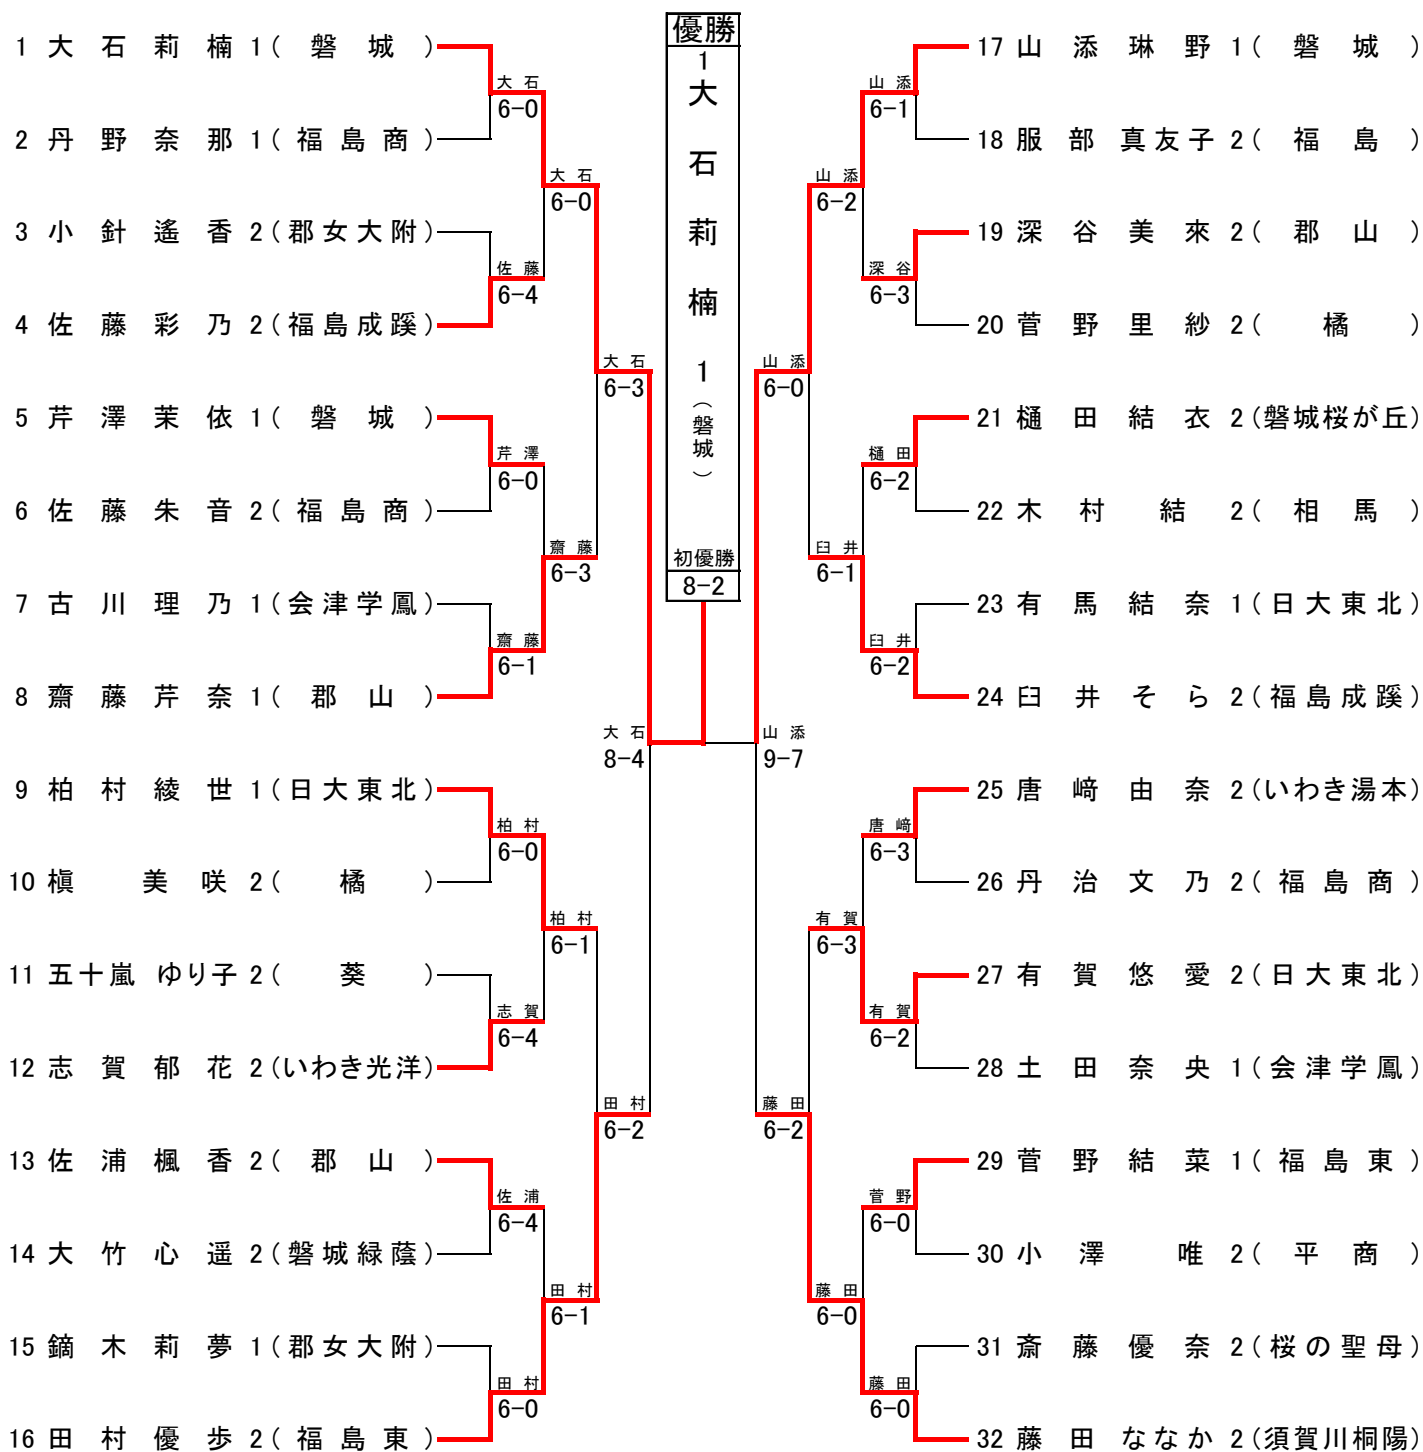 1 大石莉楠 1(磐城)
2 丹野奈那 1(福島商)
3 小針遙香 2(郡女大附)
4 佐藤彩乃 2(福島成蹊)
5 芹澤茉依 1(磐城)
6 佐藤朱音 2(福島商)
7 古川理乃 1(会津学鳳)
8 齋藤芹奈 1(郡山)
9 柏村綾世 1(日大東北)
10 槇美咲 2(橘)
11 五十嵐ゆり子 2(葵)
12 志賀郁花 2(いわき光洋)
13 佐浦楓香 2(郡山)
14 大竹心遥 2(磐城緑蔭)
15 鏑木莉夢 1(郡女大附)
16 田村優歩 2(福島東)
大石
6-0
佐藤
6-4
芹澤
6-0
齋藤
6-1
柏村
6-0
志賀
6-4
佐浦
6-4
田村
6-0
大石
6-0
齋藤
6-3
柏村
6-1
田村
6-1
大石
6-3
田村
6-2
大石
8-4
優勝
1
大石莉楠
1
(磐城)
初優勝
8-2
山添
9-7
山添
6-0
藤田
6-2
山添
6-2
臼井
6-1
有賀
6-3
藤田
6-0
山添
6-1
深谷
6-3
樋田
6-2
臼井
6-2
唐﨑
6-3
有賀
6-2
菅野
6-0
藤田
6-0
17 山添琳野 1(磐城)
18 服部真友子 2(福島)
19 深谷美來 2(郡山)
20 菅野里紗 2(橘)
21 樋田結衣 2(磐城桜が丘)
22 木村結 2(相馬)
23 有馬結奈 1(日大東北)
24 臼井そら 2(福島成蹊)
25 唐﨑由奈 2(いわき湯本)
26 丹治文乃 2(福島商)
27 有賀悠愛 2(日大東北)
28 土田奈央 1(会津学鳳)
29 菅野結菜 1(福島東)
30 小澤唯 2(平商)
31 斎藤優奈 2(桜の聖母)
32 藤田ななか 2(須賀川桐陽)